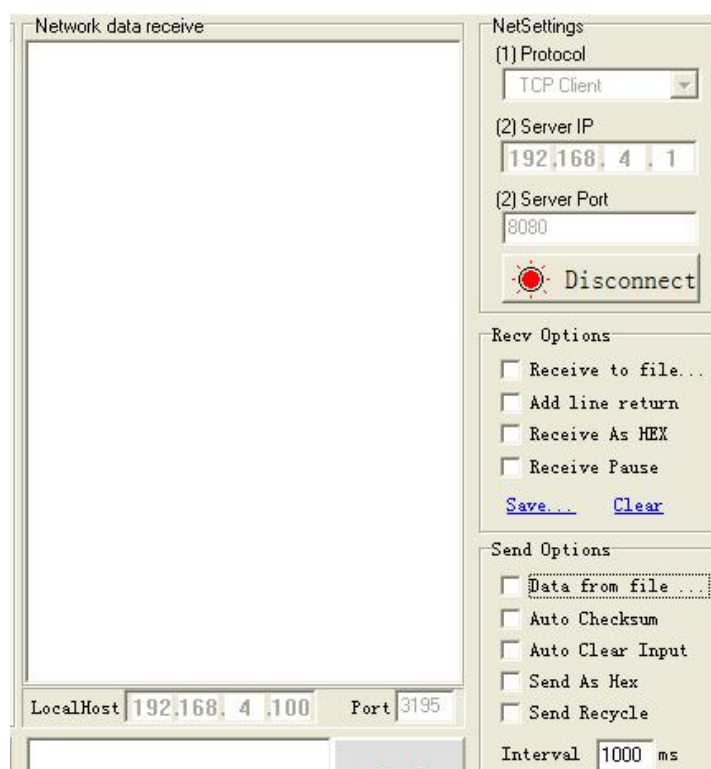 Network data receive
LocalHost 192.168. 4 .100 Port 3195
NetSettings
(1) Protocol
TCP Client
(2) Server IP
192.168. 4 . 1
(2) Server Port
8080
Disconnect
Recv Options
Receive to file...
Add line return
Receive As HEX
Receive Pause
Save... Clear
Send Options
Data from file ...
Auto Checksum
Auto Clear Input
Send As Hex
Send Recycle
Interval 1000 ms